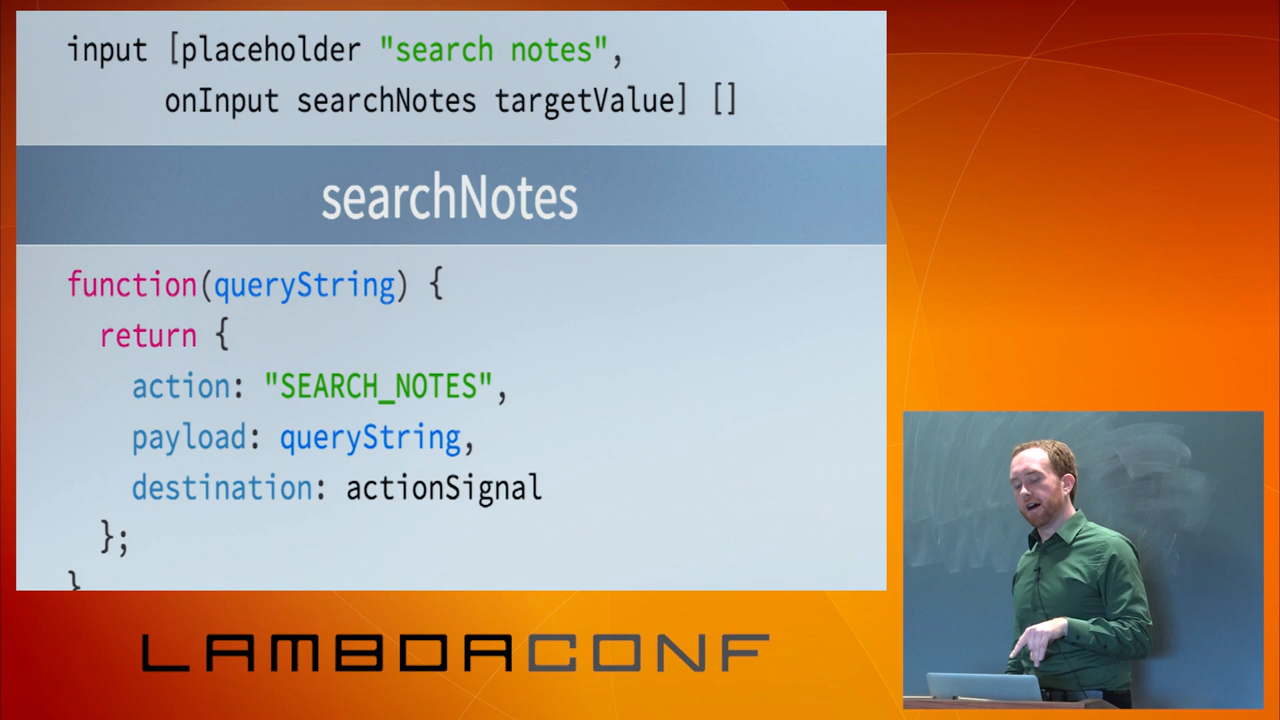 input [placeholder "search notes",
onInput searchNotes targetValue] []
searchNotes
function(queryString) {
return {
action: "SEARCH_NOTES",
payload: queryString,
destination: actionSignal
};
}
LAMBDACONF